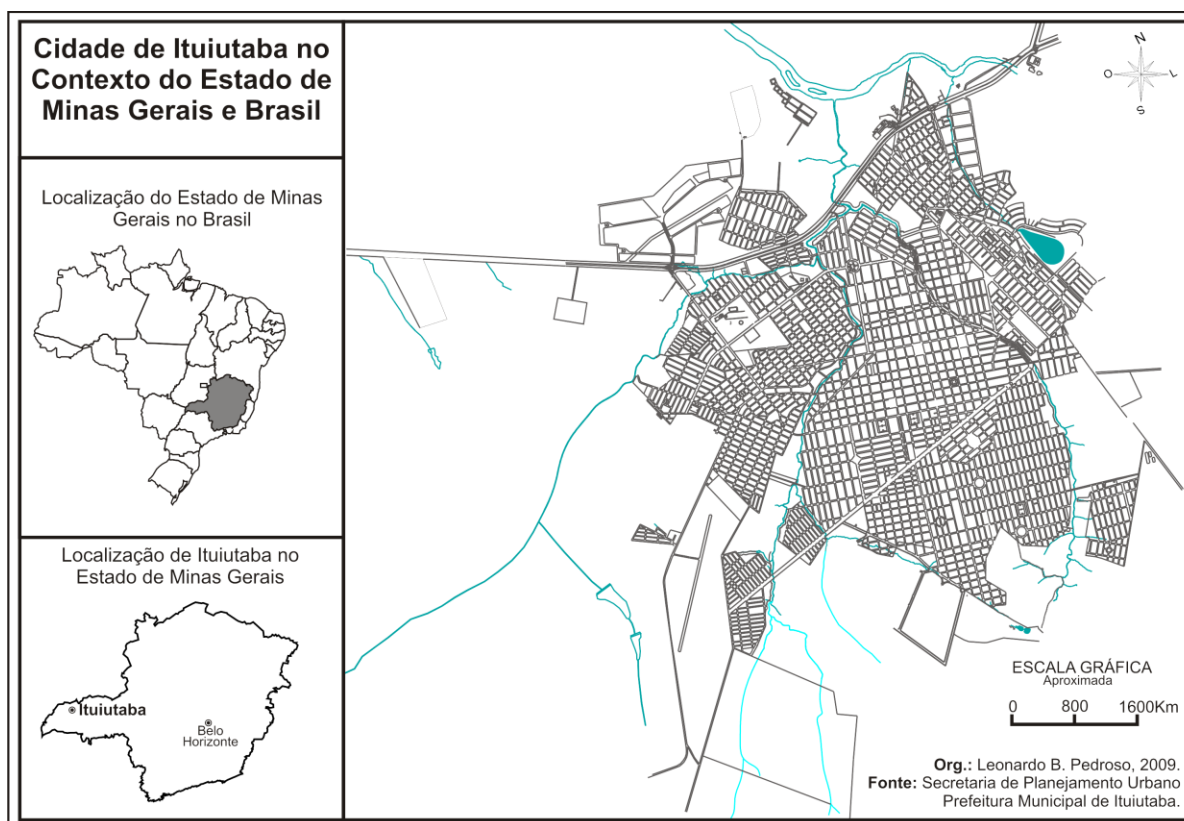 Cidade de Ituiutaba no
Contexto do Estado de
Minas Gerais e Brasil
Localização do Estado de Minas
Gerais no Brasil
Localização de Ituiutaba no
Estado de Minas Gerais
Ituiutaba
Belo
Horizonte
N
O
L
S
ESCALA GRÁFICA
Aproximada
0 800 1600Km
Org.: Leonardo B. Pedroso, 2009.
Fonte: Secretaria de Planejamento Urbano
Prefeitura Municipal de Ituiutaba.